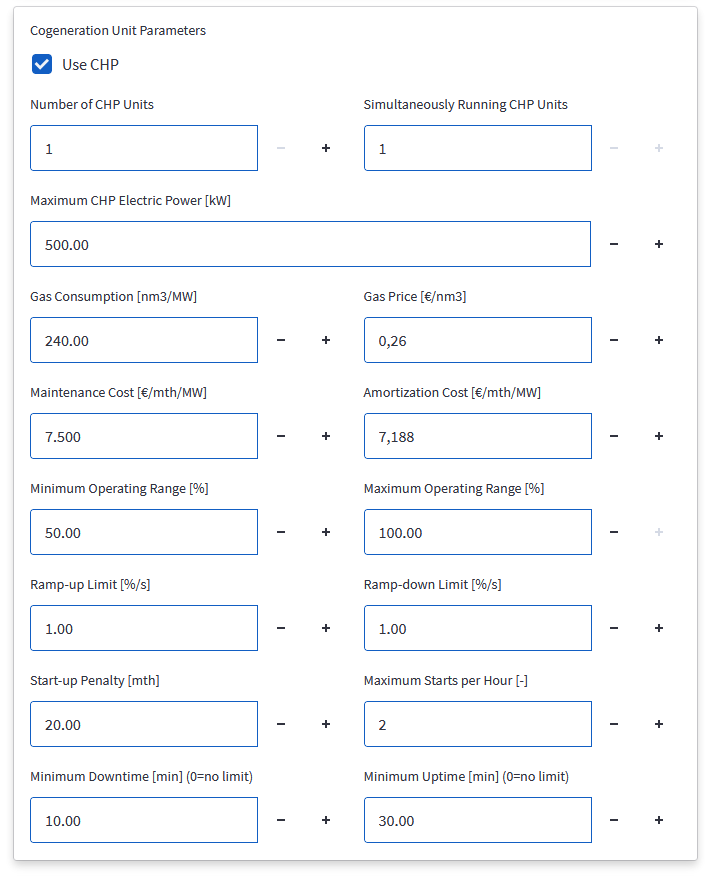 Cogeneration Unit Parameters
Use CHP
Number of CHP Units
Simultaneously Running CHP Units
1 − +
1 − +
Maximum CHP Electric Power [kW]
500.00 − +
Gas Consumption [nm3/MW]
Gas Price [€/nm3]
240.00 − +
0,26 − +
Maintenance Cost [€/mth/MW]
Amortization Cost [€/mth/MW]
7.500 − +
7,188 − +
Minimum Operating Range [%]
Maximum Operating Range [%]
50.00 − +
100.00 − +
Ramp-up Limit [%/s]
Ramp-down Limit [%/s]
1.00 − +
1.00 − +
Start-up Penalty [mth]
Maximum Starts per Hour [-]
20.00 − +
2 − +
Minimum Downtime [min] (0=no limit)
Minimum Uptime [min] (0=no limit)
10.00 − +
30.00 − +